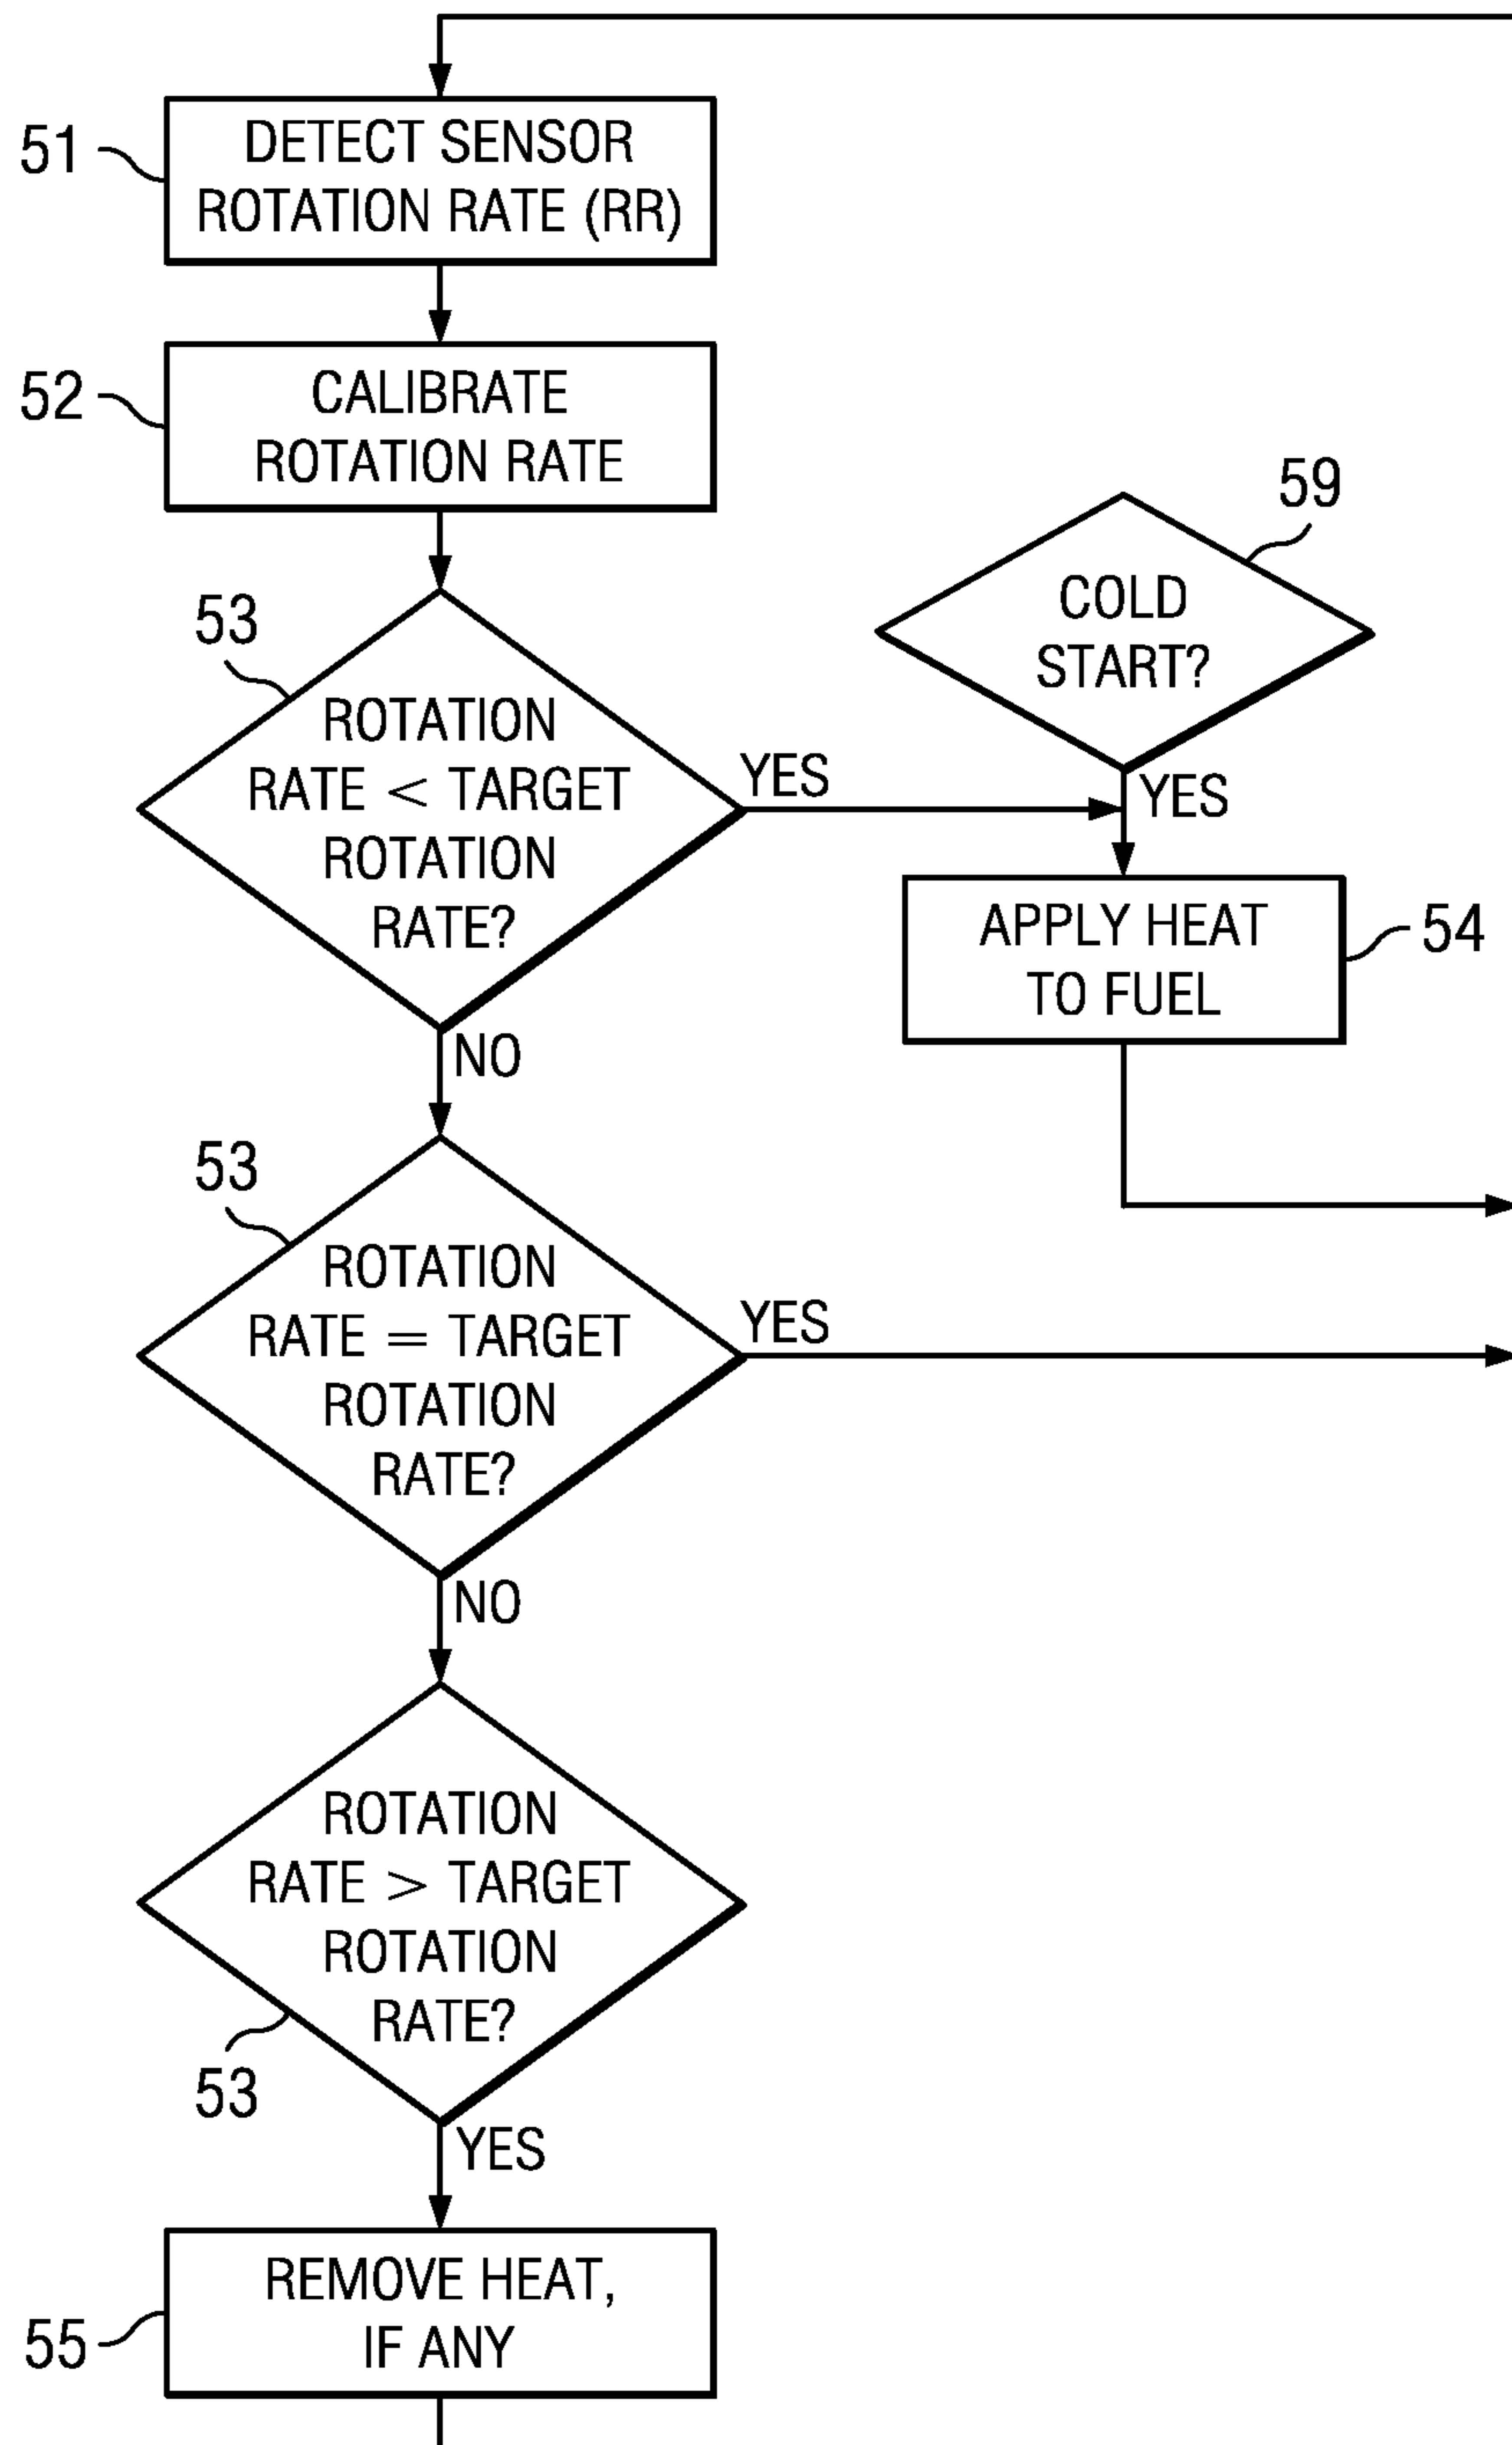 51
DETECT SENSOR
ROTATION RATE (RR)
52
CALIBRATE
ROTATION RATE
59
COLD
START?
YES
53
ROTATION
RATE < TARGET
ROTATION
RATE?
YES
NO
APPLY HEAT
TO FUEL
54
53
ROTATION
RATE = TARGET
ROTATION
RATE?
YES
NO
ROTATION
RATE > TARGET
ROTATION
RATE?
53
YES
55
REMOVE HEAT,
IF ANY